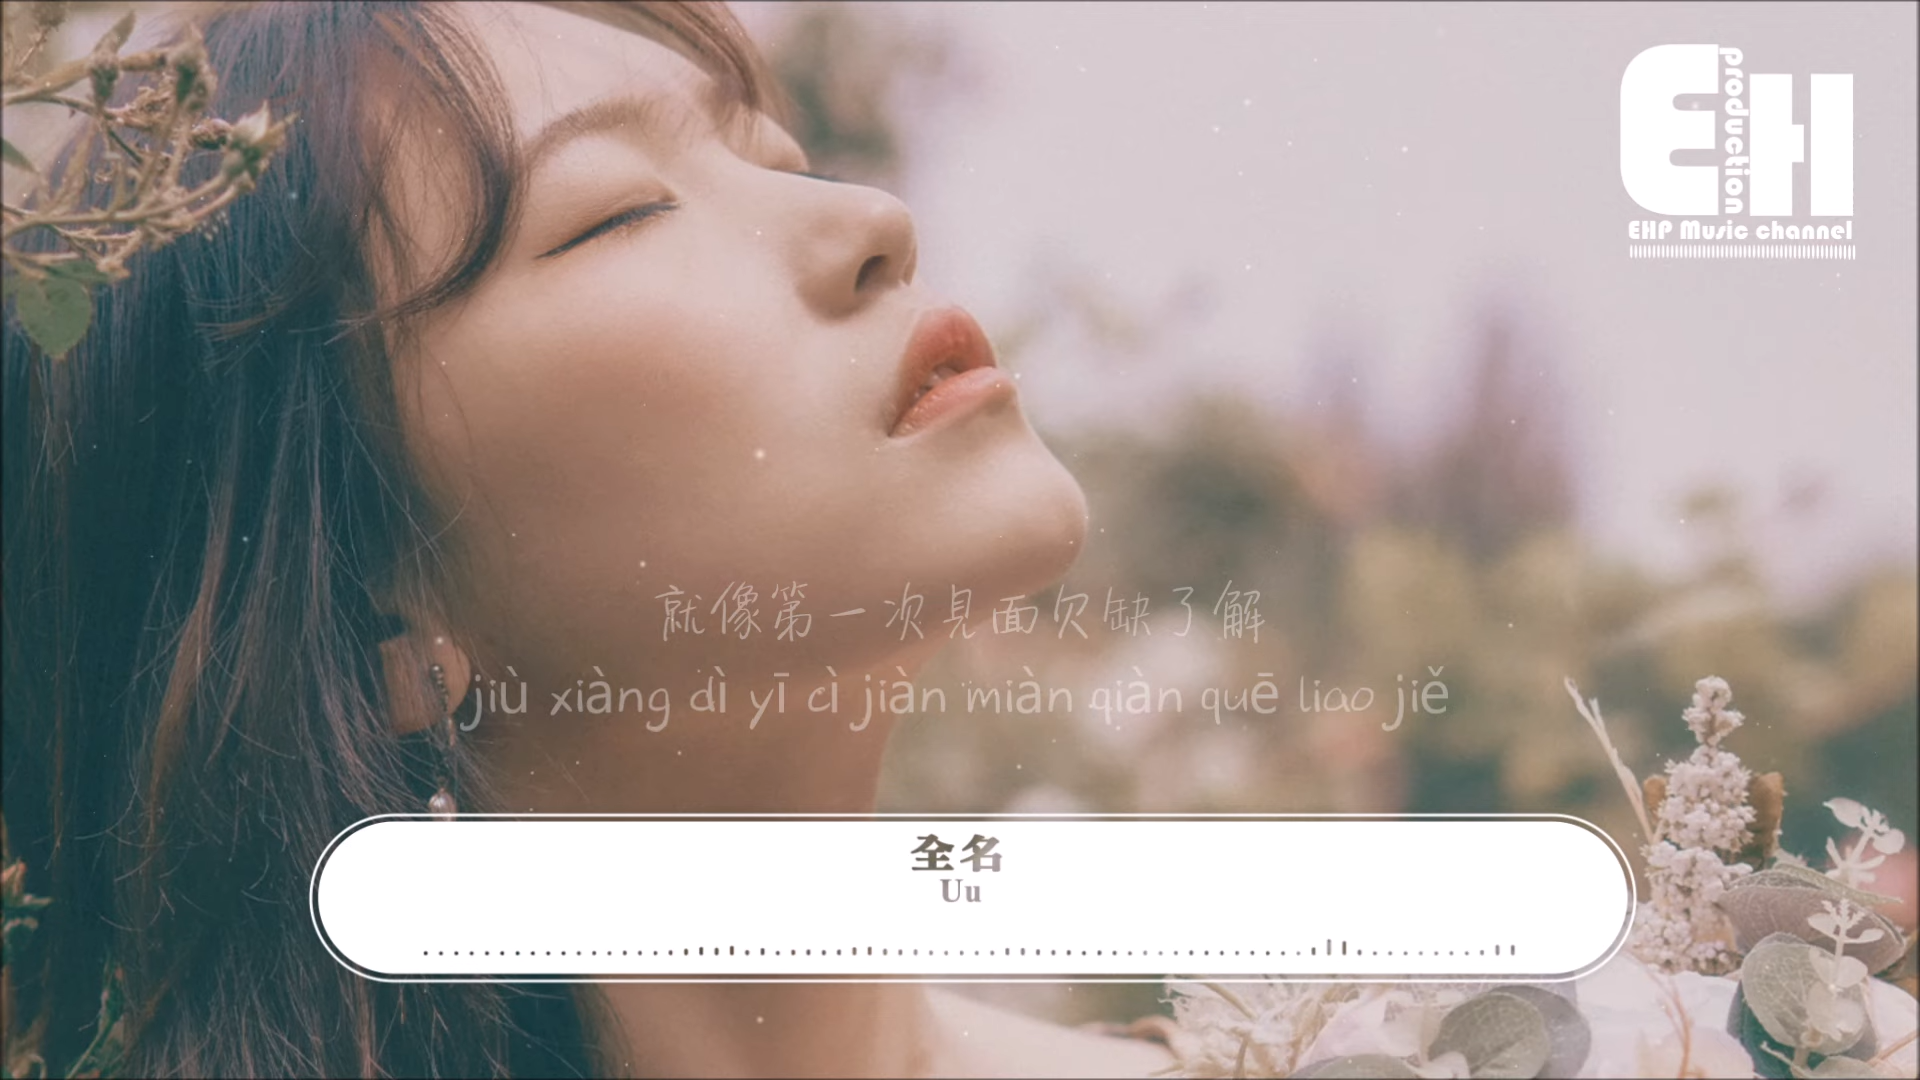 EH
production
EHP Music channel
就像第一次見面欠缺了解
jiù xiàng dì yī cì jiàn miàn qiàn quē liao jiě
全名
Uu